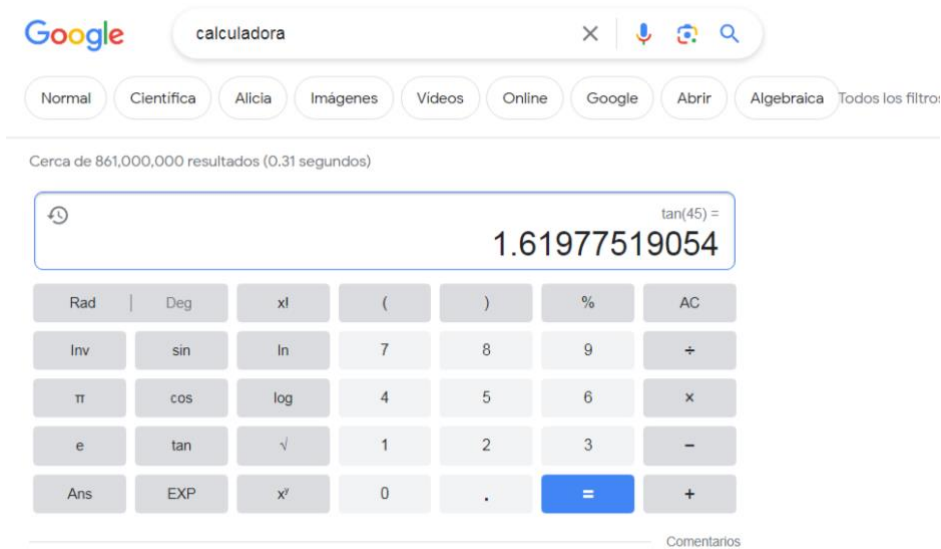 Google calculadora
Normal Científica Alicia Imágenes Vídeos Online Google Abrir Algebraica Todos los filtros
Cerca de 861,000,000 resultados (0.31 segundos)
tan(45) =
1.61977519054
Rad | Deg x! ( ) % AC
Inv sin ln 7 8 9 ÷
π cos log 4 5 6 ×
e tan √ 1 2 3 −
Ans EXP xʸ 0 . = +
Comentarios